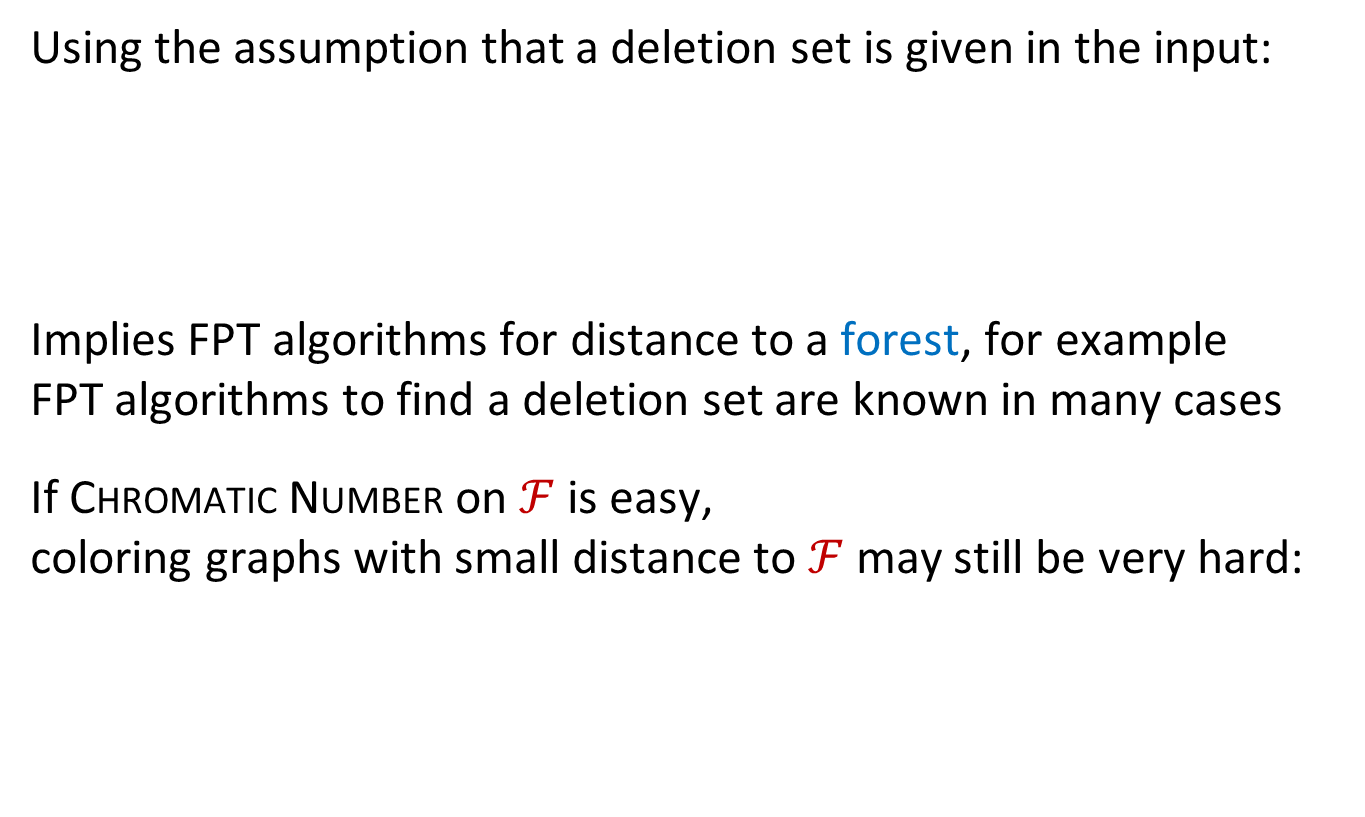 Using the assumption that a deletion set is given in the input:
Implies FPT algorithms for distance to a forest, for example
FPT algorithms to find a deletion set are known in many cases
If CHROMATIC NUMBER on ℱ is easy,
coloring graphs with small distance to ℱ may still be very hard: